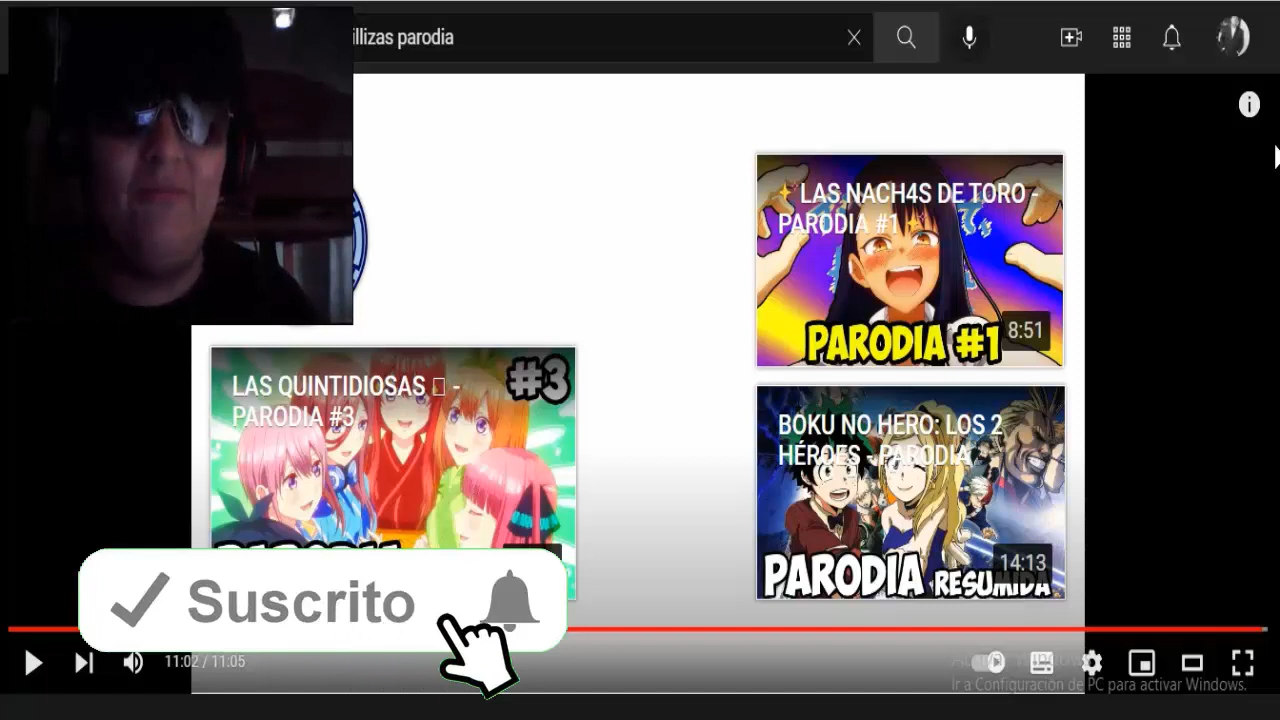 illizas parodia
LAS NACH4S DE TORO -
PARODIA #1
PARODIA #1
8:51
#3
LAS QUINTIDIOSAS -
PARODIA #3
BOKU NO HERO: LOS 2
HÉROES - PARODIA
14:13
PARODIA RESUMIDA
Suscrito
11:02 / 11:05
Ir a Configuración de PC para activar Windows.